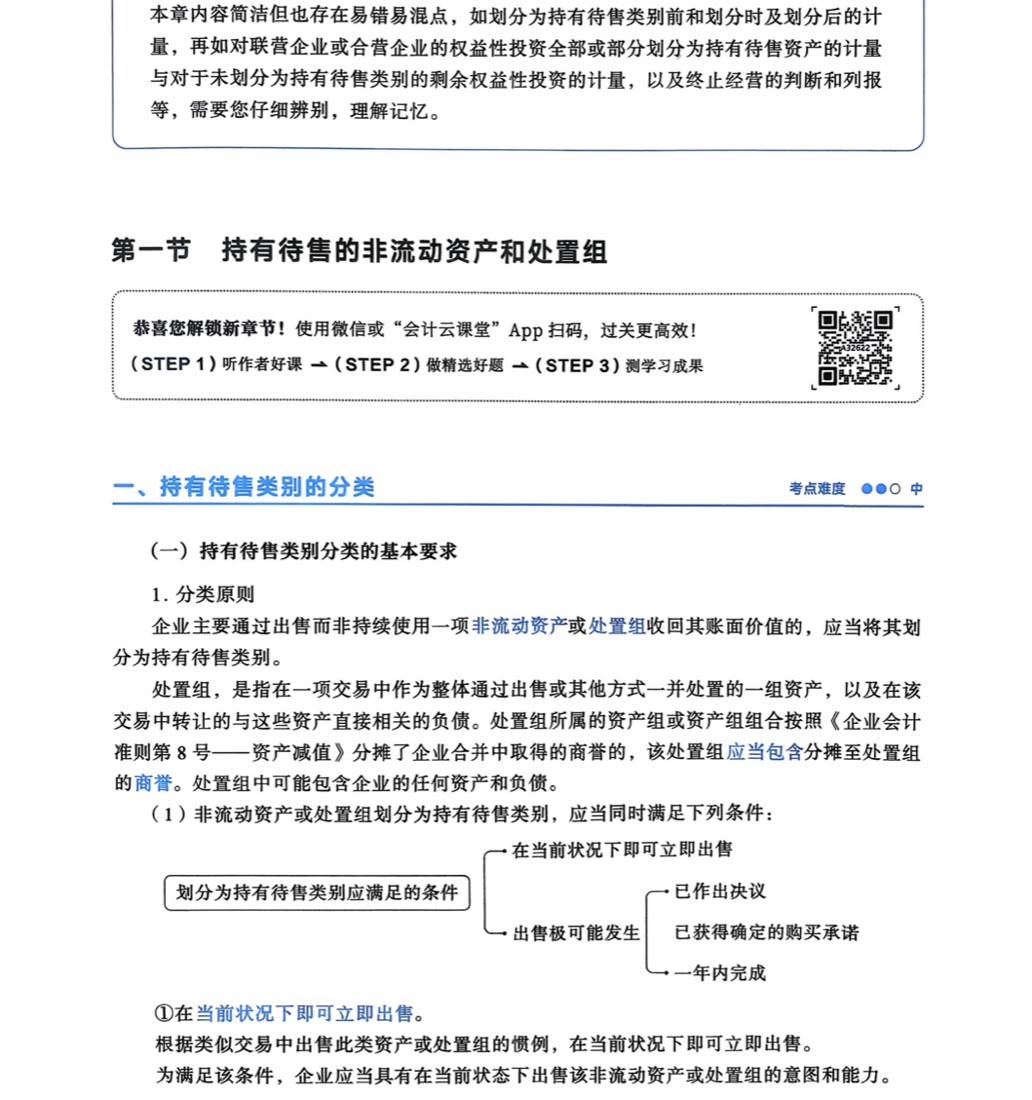 本章内容简洁但也存在易错易混点，如划分为持有待售类别前和划分时及划分后的计
量，再如对联营企业或合营企业的权益性投资全部或部分划分为持有待售资产的计量
与对于未划分为持有待售类别的剩余权益性投资的计量，以及终止经营的判断和列报
等，需要您仔细辨别，理解记忆。
第一节 持有待售的非流动资产和处置组
恭喜您解锁新章节！使用微信或“会计云课堂”App 扫码，过关更高效！
（STEP 1）听作者好课 → （STEP 2）做精选好题 → （STEP 3）测学习成果
A32622
一、持有待售类别的分类
考点难度 ●●○ 中
（一）持有待售类别分类的基本要求
1. 分类原则
企业主要通过出售而非持续使用一项非流动资产或处置组收回其账面价值的，应当将其划
分为持有待售类别。
处置组，是指在一项交易中作为整体通过出售或其他方式一并处置的一组资产，以及在该
交易中转让的与这些资产直接相关的负债。处置组所属的资产组或资产组组合按照《企业会计
准则第 8 号——资产减值》分摊了企业合并中取得的商誉的，该处置组应当包含分摊至处置组
的商誉。处置组中可能包含企业的任何资产和负债。
（1）非流动资产或处置组划分为持有待售类别，应当同时满足下列条件：
在当前状况下即可立即出售
划分为持有待售类别应满足的条件
已作出决议
出售极可能发生
已获得确定的购买承诺
一年内完成
①在当前状况下即可立即出售。
根据类似交易中出售此类资产或处置组的惯例，在当前状况下即可立即出售。
为满足该条件，企业应当具有在当前状态下出售该非流动资产或处置组的意图和能力。